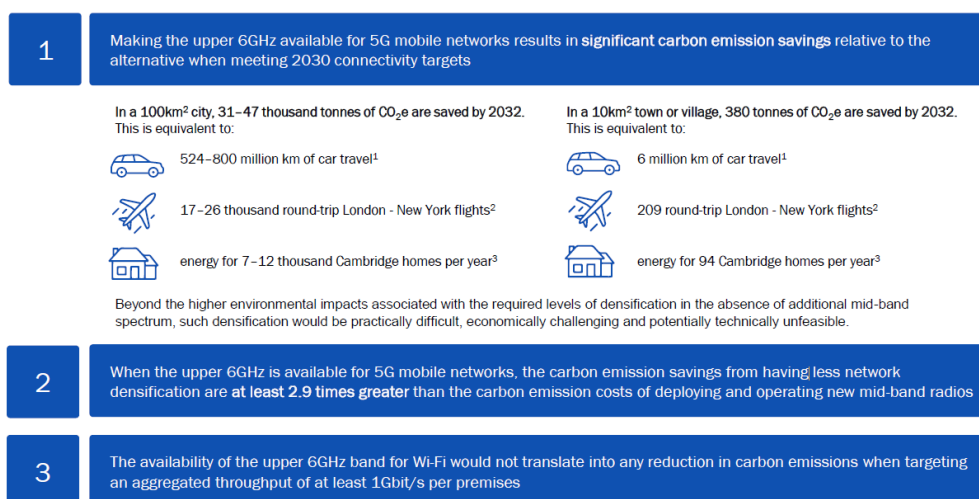 1
Making the upper 6GHz available for 5G mobile networks results in significant carbon emission savings relative to the
alternative when meeting 2030 connectivity targets
In a 100km² city, 31–47 thousand tonnes of CO₂e are saved by 2032.
This is equivalent to:
524–800 million km of car travel¹
17–26 thousand round-trip London - New York flights²
energy for 7–12 thousand Cambridge homes per year³
In a 10km² town or village, 380 tonnes of CO₂e are saved by 2032.
This is equivalent to:
6 million km of car travel¹
209 round-trip London - New York flights²
energy for 94 Cambridge homes per year³
Beyond the higher environmental impacts associated with the required levels of densification in the absence of additional mid-band
spectrum, such densification would be practically difficult, economically challenging and potentially technically unfeasible.
2
When the upper 6GHz is available for 5G mobile networks, the carbon emission savings from having less network
densification are at least 2.9 times greater than the carbon emission costs of deploying and operating new mid-band radios
3
The availability of the upper 6GHz band for Wi-Fi would not translate into any reduction in carbon emissions when targeting
an aggregated throughput of at least 1Gbit/s per premises